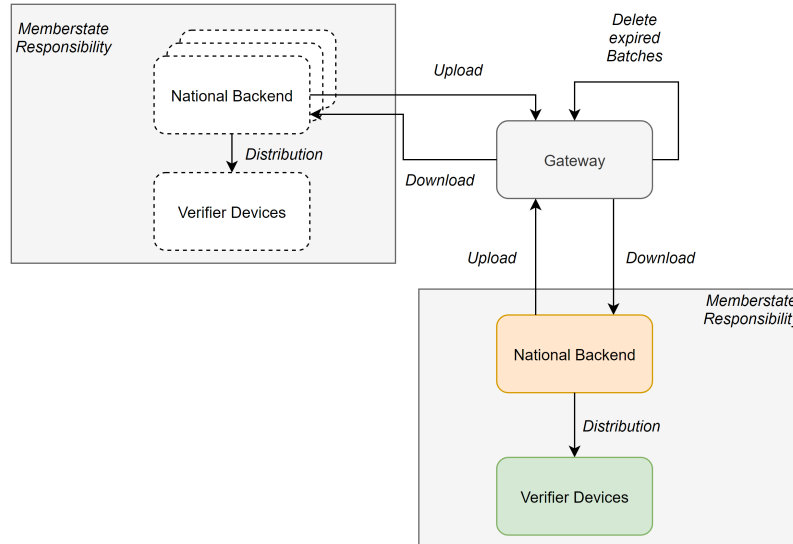 Memberstate
Responsibility
National Backend
Distribution
Verifier Devices
Upload
Download
Delete
expired
Batches
Gateway
Upload
Download
Memberstate
Responsibility
National Backend
Distribution
Verifier Devices